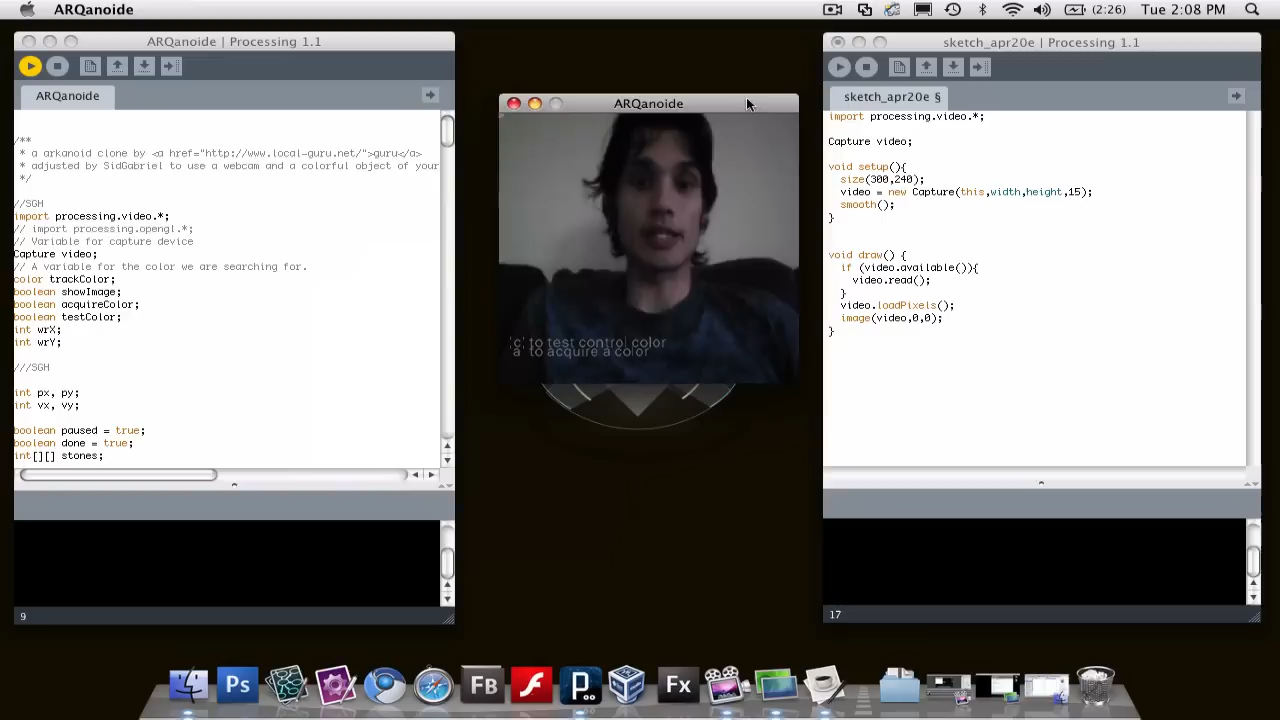 ARQanoide
(2:26)
Tue 2:08 PM
ARQanoide | Processing 1.1
ARQanoide
/**
* a arkanoid clone by <a href="http://www.local-guru.net/">guru</a>
* adjusted by SidGabriel to use a webcam and a colorful object of your
*/
//SGH
import processing.video.*;
// import processing.opengl.*;
// Variable for capture device
Capture video;
// A variable for the color we are searching for.
color trackColor;
boolean showImage;
boolean acquireColor;
boolean testColor;
int wrX;
int wrY;
///SGH
int px, py;
int vx, vy;
boolean paused = true;
boolean done = true;
int[][] stones;
9
ARQanoide
'c' to test control color
'a' to acquire a color
sketch_apr20e | Processing 1.1
sketch_apr20e §
import processing.video.*;
Capture video;
void setup(){
size(300,240);
video = new Capture(this,width,height,15);
smooth();
}
void draw() {
if (video.available()){
video.read();
}
video.loadPixels();
image(video,0,0);
}
17
Ps
FB
p..
Fx